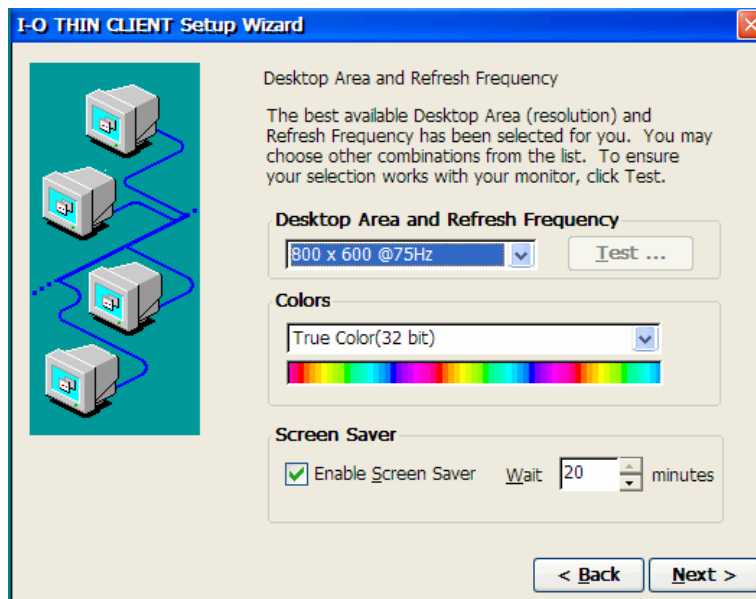 I-O THIN CLIENT Setup Wizard
Desktop Area and Refresh Frequency
The best available Desktop Area (resolution) and
Refresh Frequency has been selected for you. You may
choose other combinations from the list. To ensure
your selection works with your monitor, click Test.
Desktop Area and Refresh Frequency
800 x 600 @75Hz
Test ...
Colors
True Color(32 bit)
Screen Saver
Enable Screen Saver Wait 20 minutes
< Back Next >